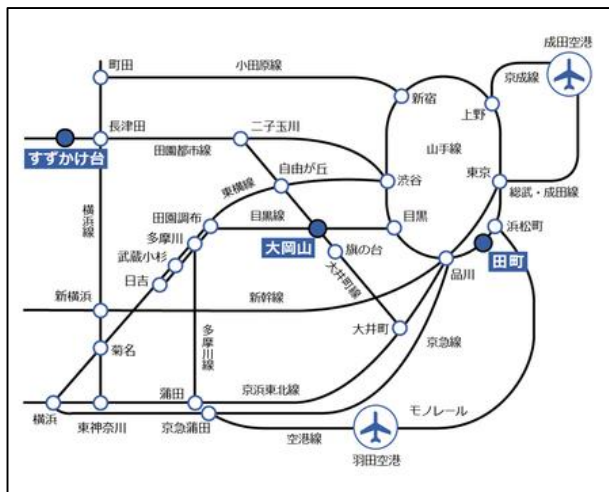 成田空港
町田
小田原線
京成線
新宿
上野
長津田
二子玉川
山手線
すずかけ台
田園都市線
自由が丘
東横線
渋谷
東京
総武・成田線
田園調布
目黒線
目黒
浜松町
横浜線
多摩川
大岡山
旗の台
田町
武蔵小杉
日吉
大井町線
品川
新横浜
新幹線
多摩川線
大井町
京急線
菊名
蒲田
京浜東北線
モノレール
横浜
東神奈川
京急蒲田
空港線
羽田空港